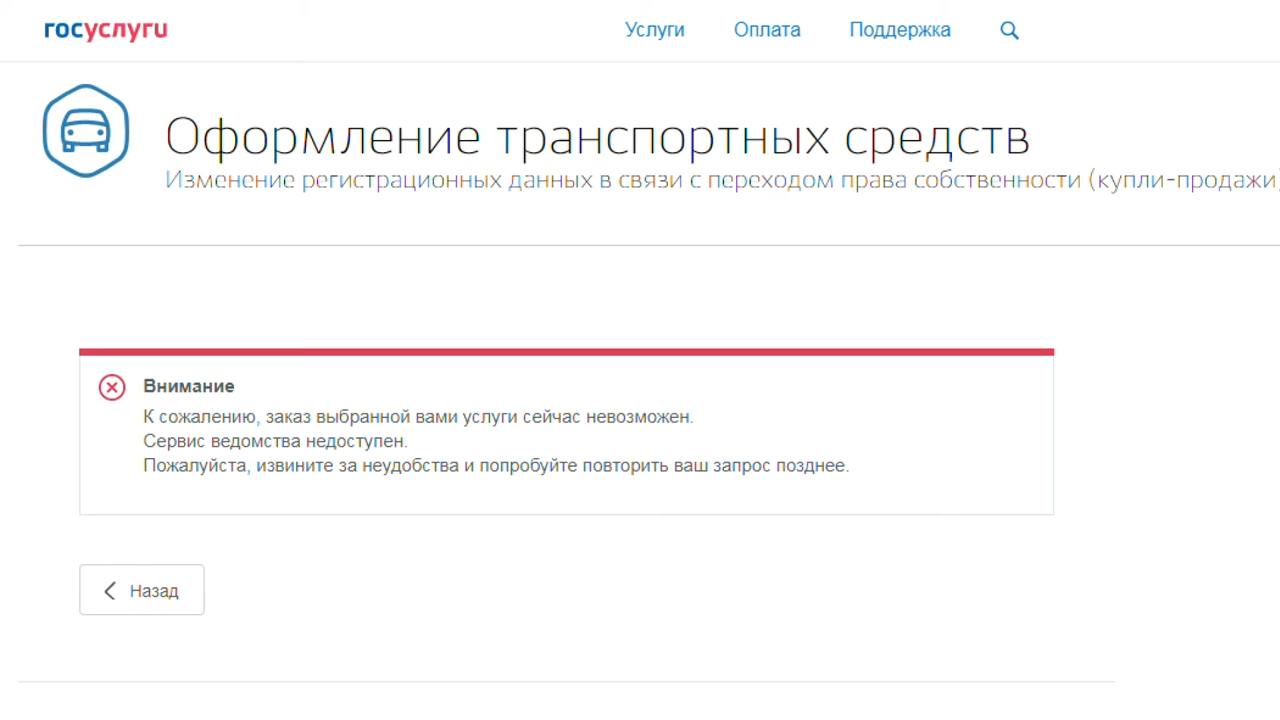 госуслуги Услуги Оплата Поддержка
Оформление транспортных средств
Изменение регистрационных данных в связи с переходом права собственности (купли-продажи)
Внимание
К сожалению, заказ выбранной вами услуги сейчас невозможен.
Сервис ведомства недоступен.
Пожалуйста, извините за неудобства и попробуйте повторить ваш запрос позднее.
Назад